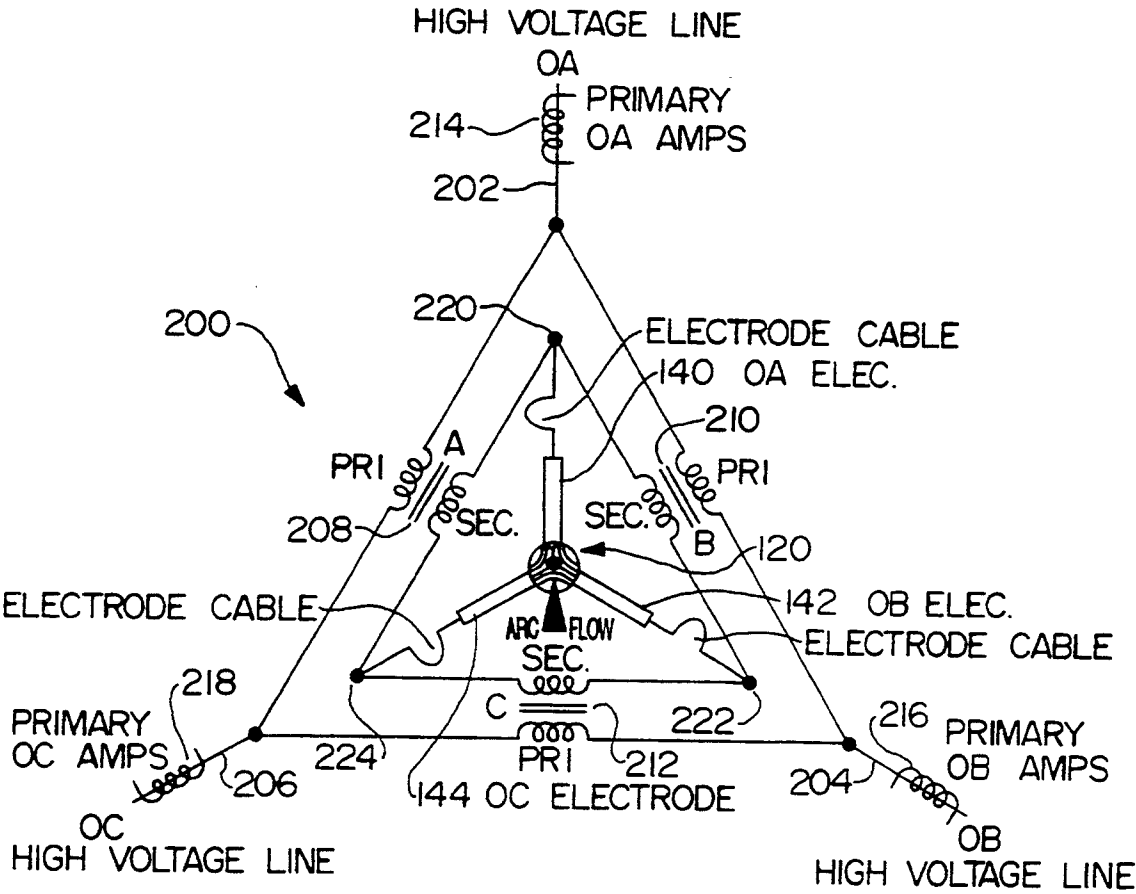 HIGH VOLTAGE LINE
OA
PRIMARY
OA AMPS
214
202
200
220
ELECTRODE CABLE
140 OA ELEC.
210
PRI
A
PRI
208
SEC.
SEC.
B
120
ELECTRODE CABLE
142 OB ELEC.
ARC FLOW
ELECTRODE CABLE
SEC.
218
C
222
216
PRIMARY
OC AMPS
224
PRI
212
PRIMARY
OB AMPS
206
144 OC ELECTRODE
204
OC
HIGH VOLTAGE LINE
OB
HIGH VOLTAGE LINE